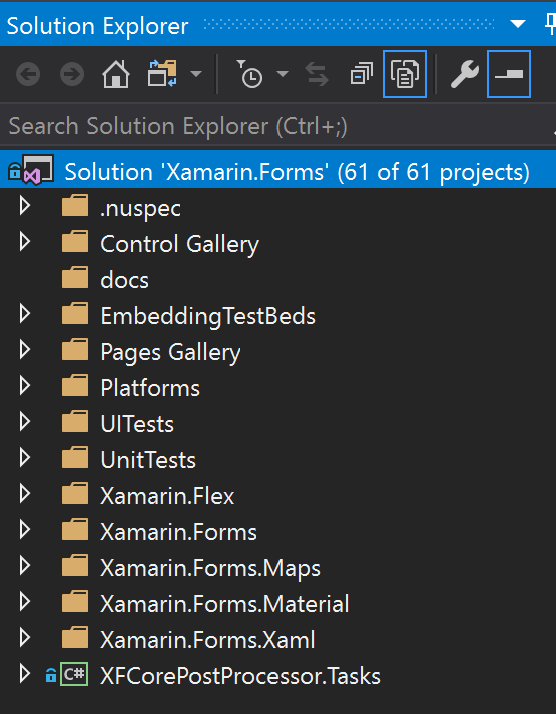 Solution Explorer
Search Solution Explorer (Ctrl+;)
Solution 'Xamarin.Forms' (61 of 61 projects)
.nuspec
Control Gallery
docs
EmbeddingTestBeds
Pages Gallery
Platforms
UITests
UnitTests
Xamarin.Flex
Xamarin.Forms
Xamarin.Forms.Maps
Xamarin.Forms.Material
Xamarin.Forms.Xaml
C# XFCorePostProcessor.Tasks